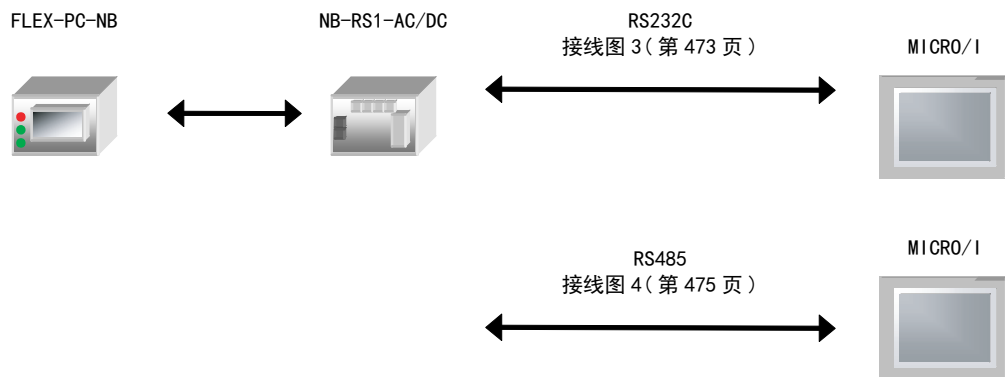 FLEX-PC-NB
NB-RS1-AC/DC
RS232C
接线图 3( 第 473 页 )
MICRO/I
RS485
接线图 4( 第 475 页 )
MICRO/I